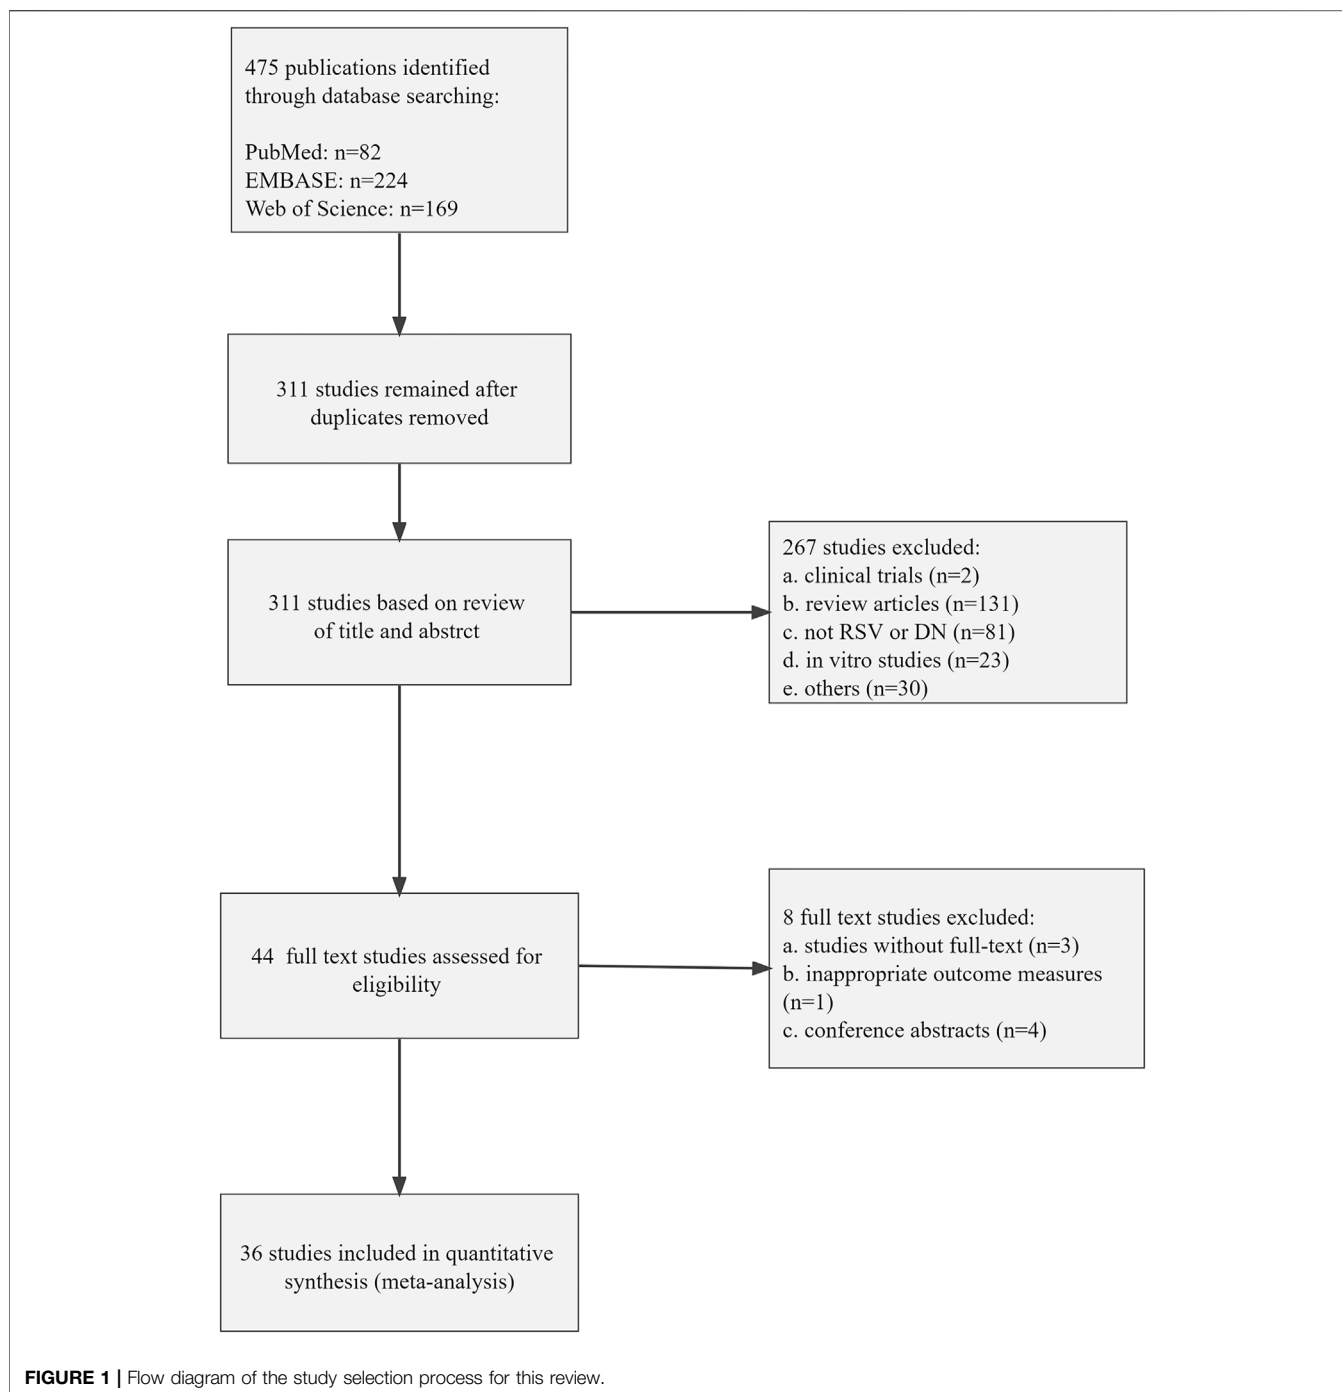 475 publications identified
through database searching:
PubMed: n=82
EMBASE: n=224
Web of Science: n=169
311 studies remained after
duplicates removed
311 studies based on review
of title and abstrct
267 studies excluded:
a. clinical trials (n=2)
b. review articles (n=131)
c. not RSV or DN (n=81)
d. in vitro studies (n=23)
e. others (n=30)
44 full text studies assessed for
eligibility
8 full text studies excluded:
a. studies without full-text (n=3)
b. inappropriate outcome measures
(n=1)
c. conference abstracts (n=4)
36 studies included in quantitative
synthesis (meta-analysis)
FIGURE 1 | Flow diagram of the study selection process for this review.